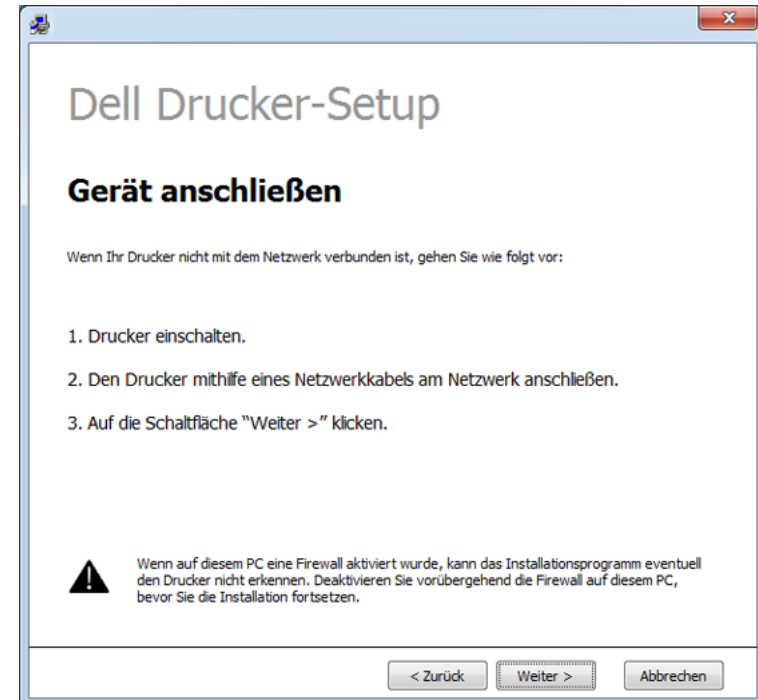 x
Dell Drucker-Setup
Gerät anschließen
Wenn Ihr Drucker nicht mit dem Netzwerk verbunden ist, gehen Sie wie folgt vor:
1. Drucker einschalten.
2. Den Drucker mithilfe eines Netzwerkkabels am Netzwerk anschließen.
3. Auf die Schaltfläche “Weiter >” klicken.
Wenn auf diesem PC eine Firewall aktiviert wurde, kann das Installationsprogramm eventuell
den Drucker nicht erkennen. Deaktivieren Sie vorübergehend die Firewall auf diesem PC,
bevor Sie die Installation fortsetzen.
< Zurück Weiter > Abbrechen